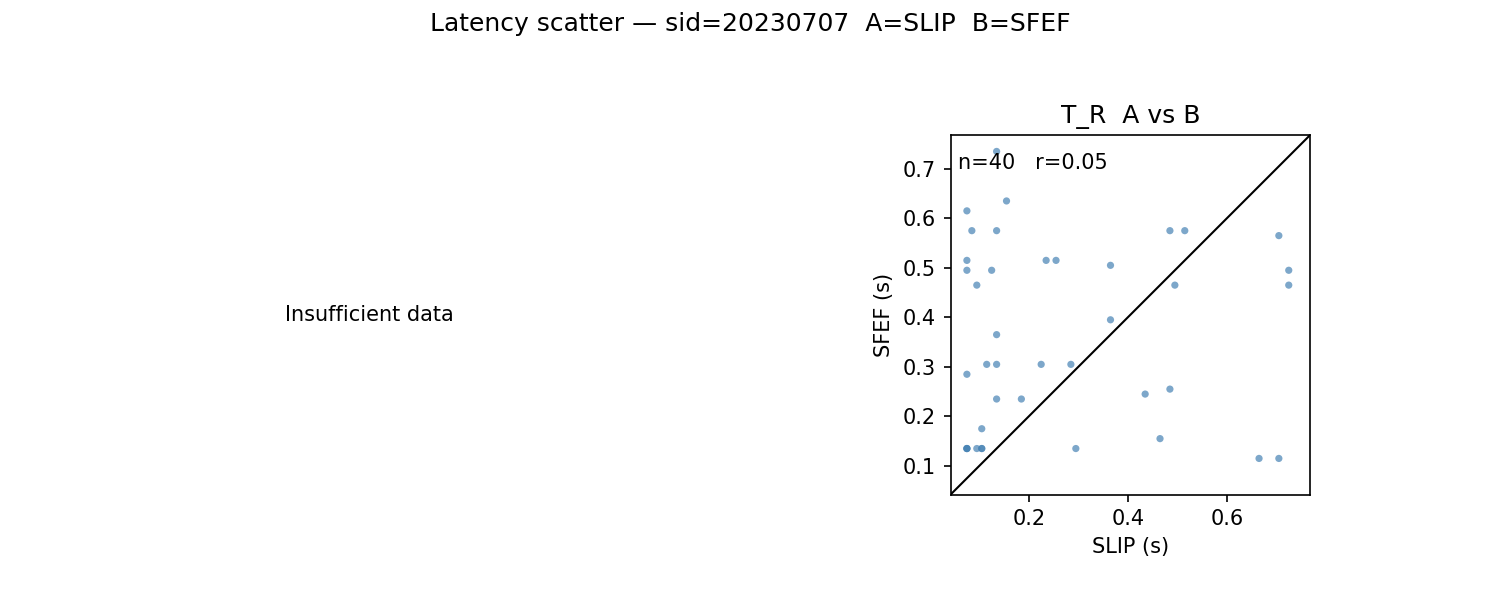 Latency scatter — sid=20230707  A=SLIP  B=SFEF
Insufficient data
T_R  A vs B
n=40   r=0.05
0.7
0.6
0.5
0.4
0.3
0.2
0.1
SFEF (s)
0.2 0.4 0.6
SLIP (s)